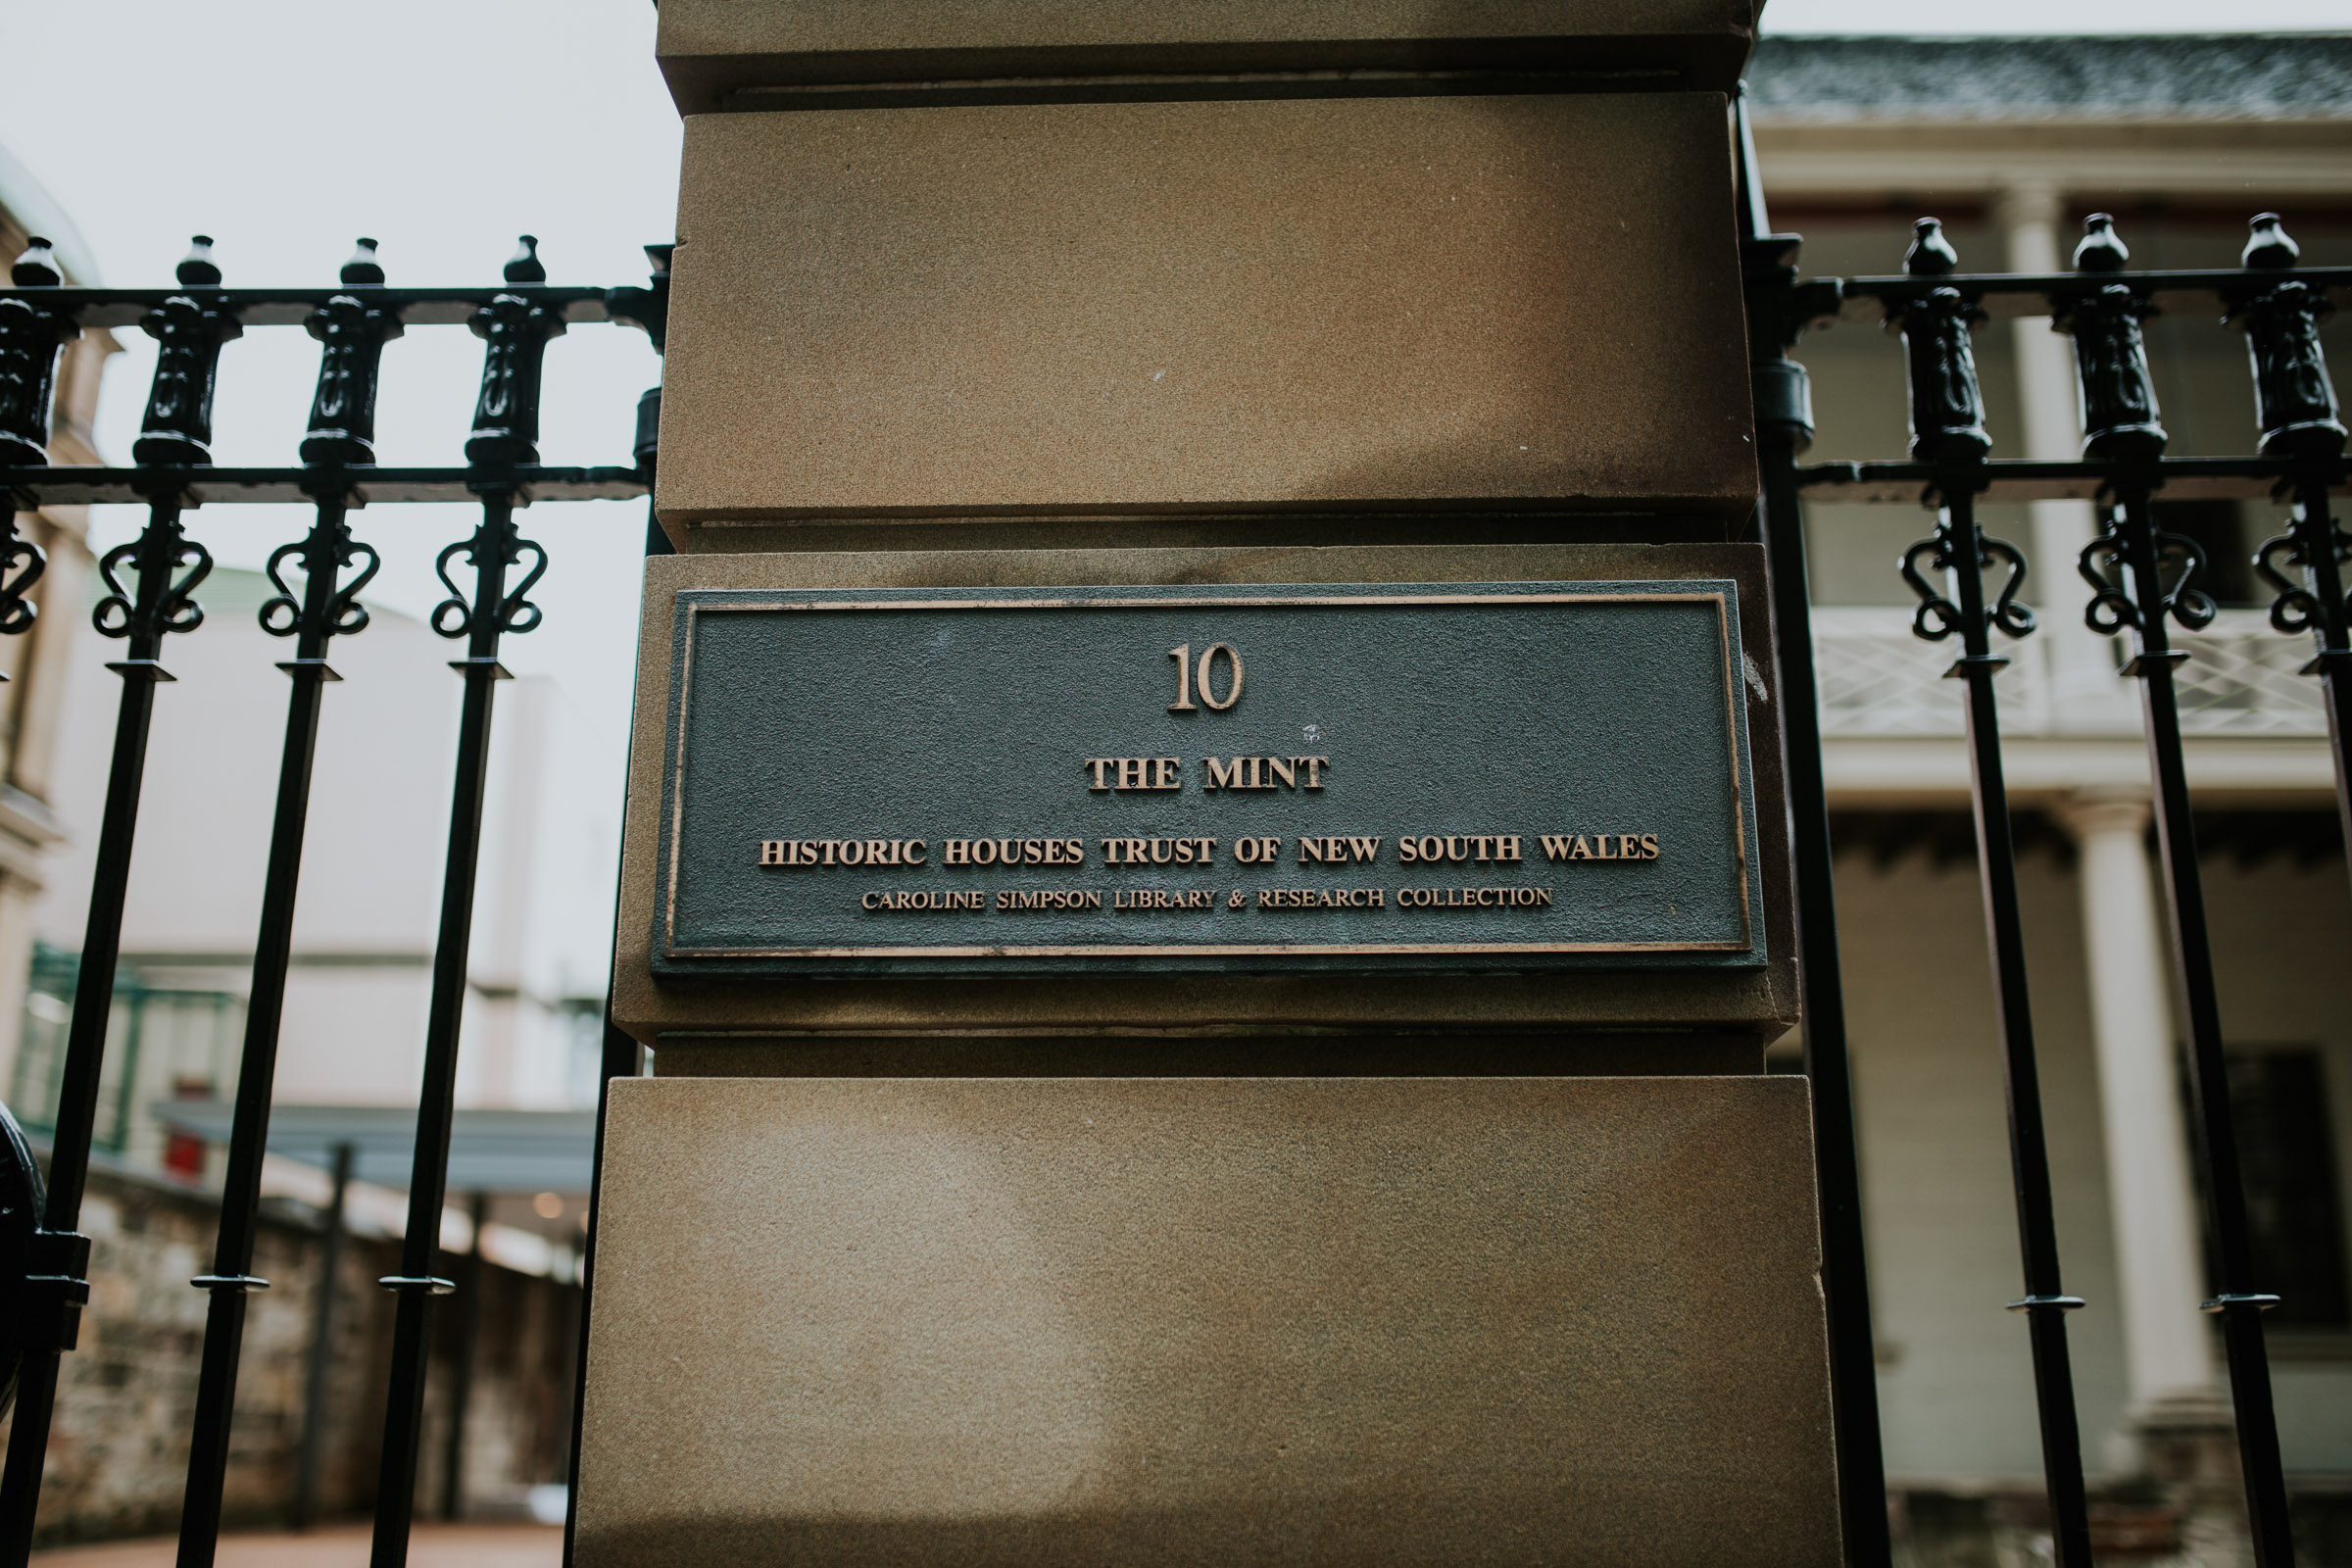 10
THE MINT
HISTORIC HOUSES TRUST OF NEW SOUTH WALES
CAROLINE SIMPSON LIBRARY & RESEARCH COLLECTION